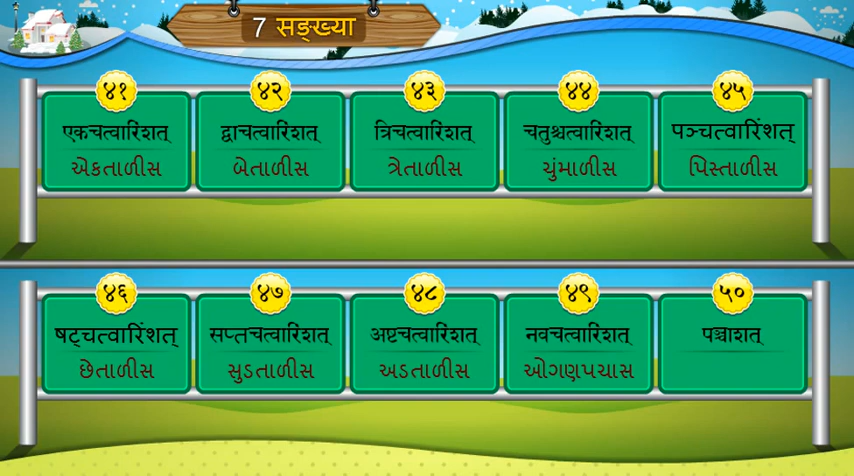 7 सङ्ख्या
४१ ४२ ४३ ४४ ४५
एकचत्वारिंशत् द्वाचत्वारिंशत् त्रिचत्वारिंशत् चतुश्चत्वारिंशत् पञ्चत्वारिंशत्
એકતાળીસ બેતાળીસ ત્રેતાળીસ ચુંમાળીસ પિસ્તાળીસ
४६ ४७ ४८ ४९ ५०
षट्चत्वारिंशत् सप्तचत्वारिंशत् अष्टचत्वारिंशत् नवचत्वारिंशत् पञ्चाशत्
છેતાળીસ સુડતાળીસ અડતાળીસ ઓગણપચાસ